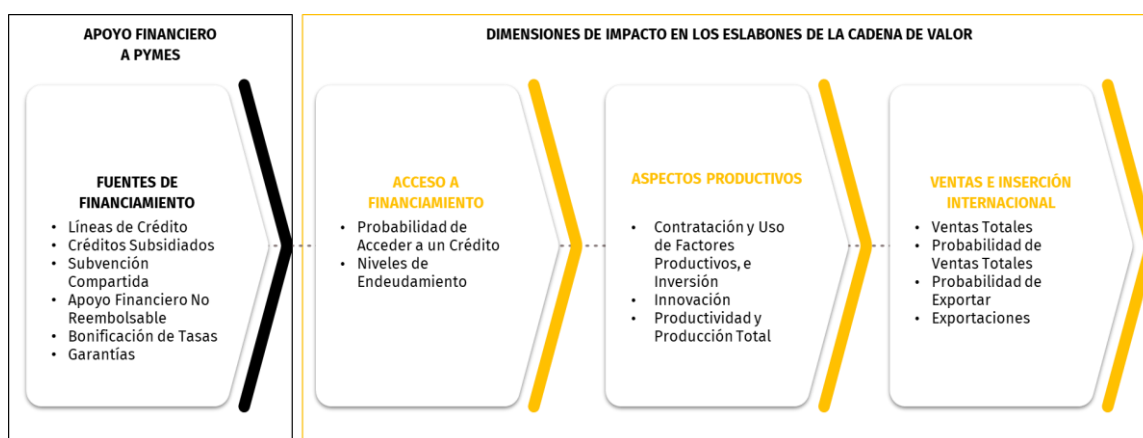 APOYO FINANCIERO
A PYMES
DIMENSIONES DE IMPACTO EN LOS ESLABONES DE LA CADENA DE VALOR
FUENTES DE
FINANCIAMIENTO
• Líneas de Crédito
• Créditos Subsidiados
• Subvención
Compartida
• Apoyo Financiero No
Reembolsable
• Bonificación de Tasas
• Garantías
ACCESO A
FINANCIAMIENTO
• Probabilidad de
Acceder a un Crédito
• Niveles de
Endeudamiento
ASPECTOS PRODUCTIVOS
• Contratación y Uso
de Factores
Productivos, e
Inversión
• Innovación
• Productividad y
Producción Total
VENTAS E INSERCIÓN
INTERNACIONAL
• Ventas Totales
• Probabilidad de
Ventas Totales
• Probabilidad de
Exportar
• Exportaciones